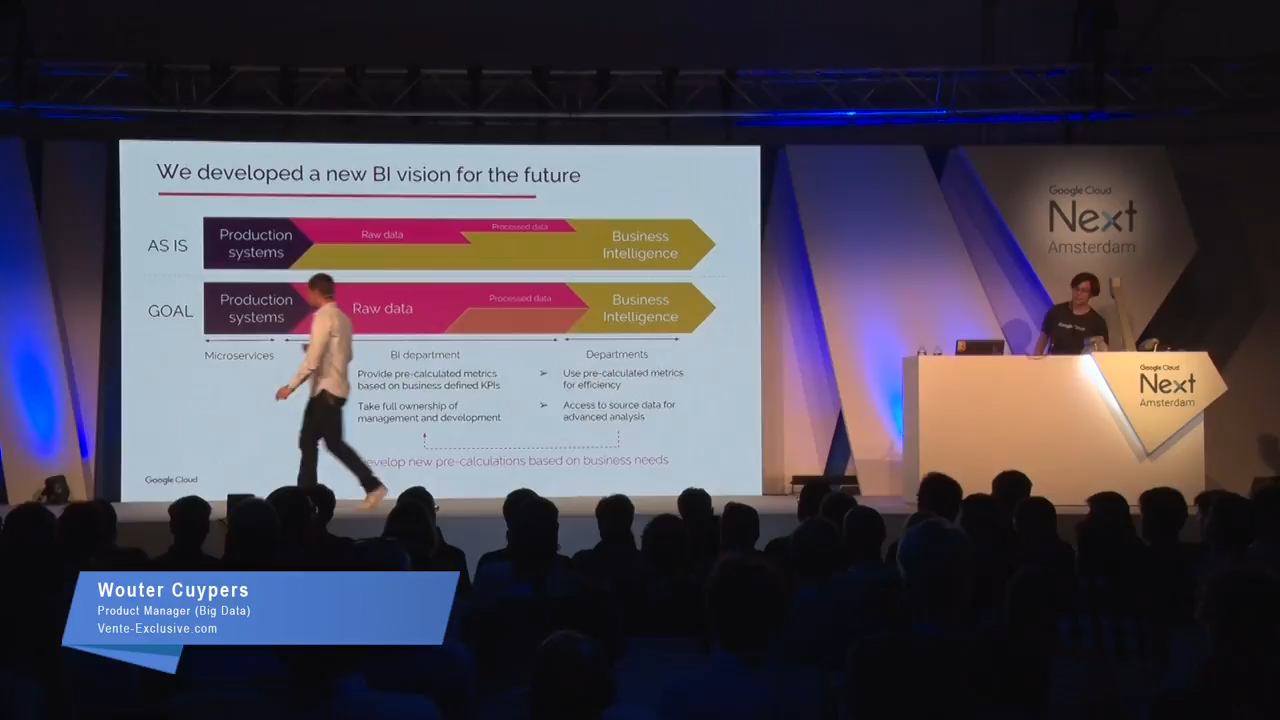 We developed a new BI vision for the future
AS IS
Production
systems
Raw data
Processed data
Business
Intelligence
GOAL
Production
systems
Raw data
Processed data
Business
Intelligence
Microservices
BI department
Departments
Provide pre-calculated metrics
based on business defined KPIs
Take full ownership of
management and development
➢ Use pre-calculated metrics
for efficiency
➢ Access to source data for
advanced analysis
new pre-calculations based on business needs
Google Cloud
Google Cloud
Next
Amsterdam
Google Cloud
Google Cloud
Next
Amsterdam
Wouter Cuypers
Product Manager (Big Data)
Vente-Exclusive.com